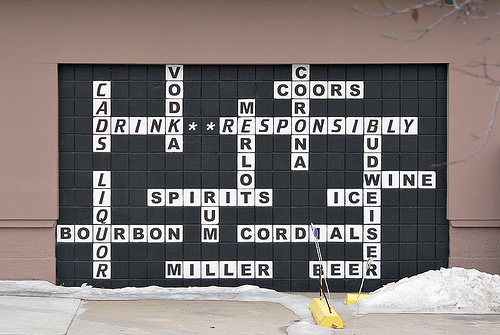 VODKA
CORONA
COORS
CADS LIQUOR
MERLOT
DRINK**RESPONSIBLY
BUDWEISER
WINE
SPIRITS
ICE
RUM
BOURBON CORDIALS
MILLER BEER